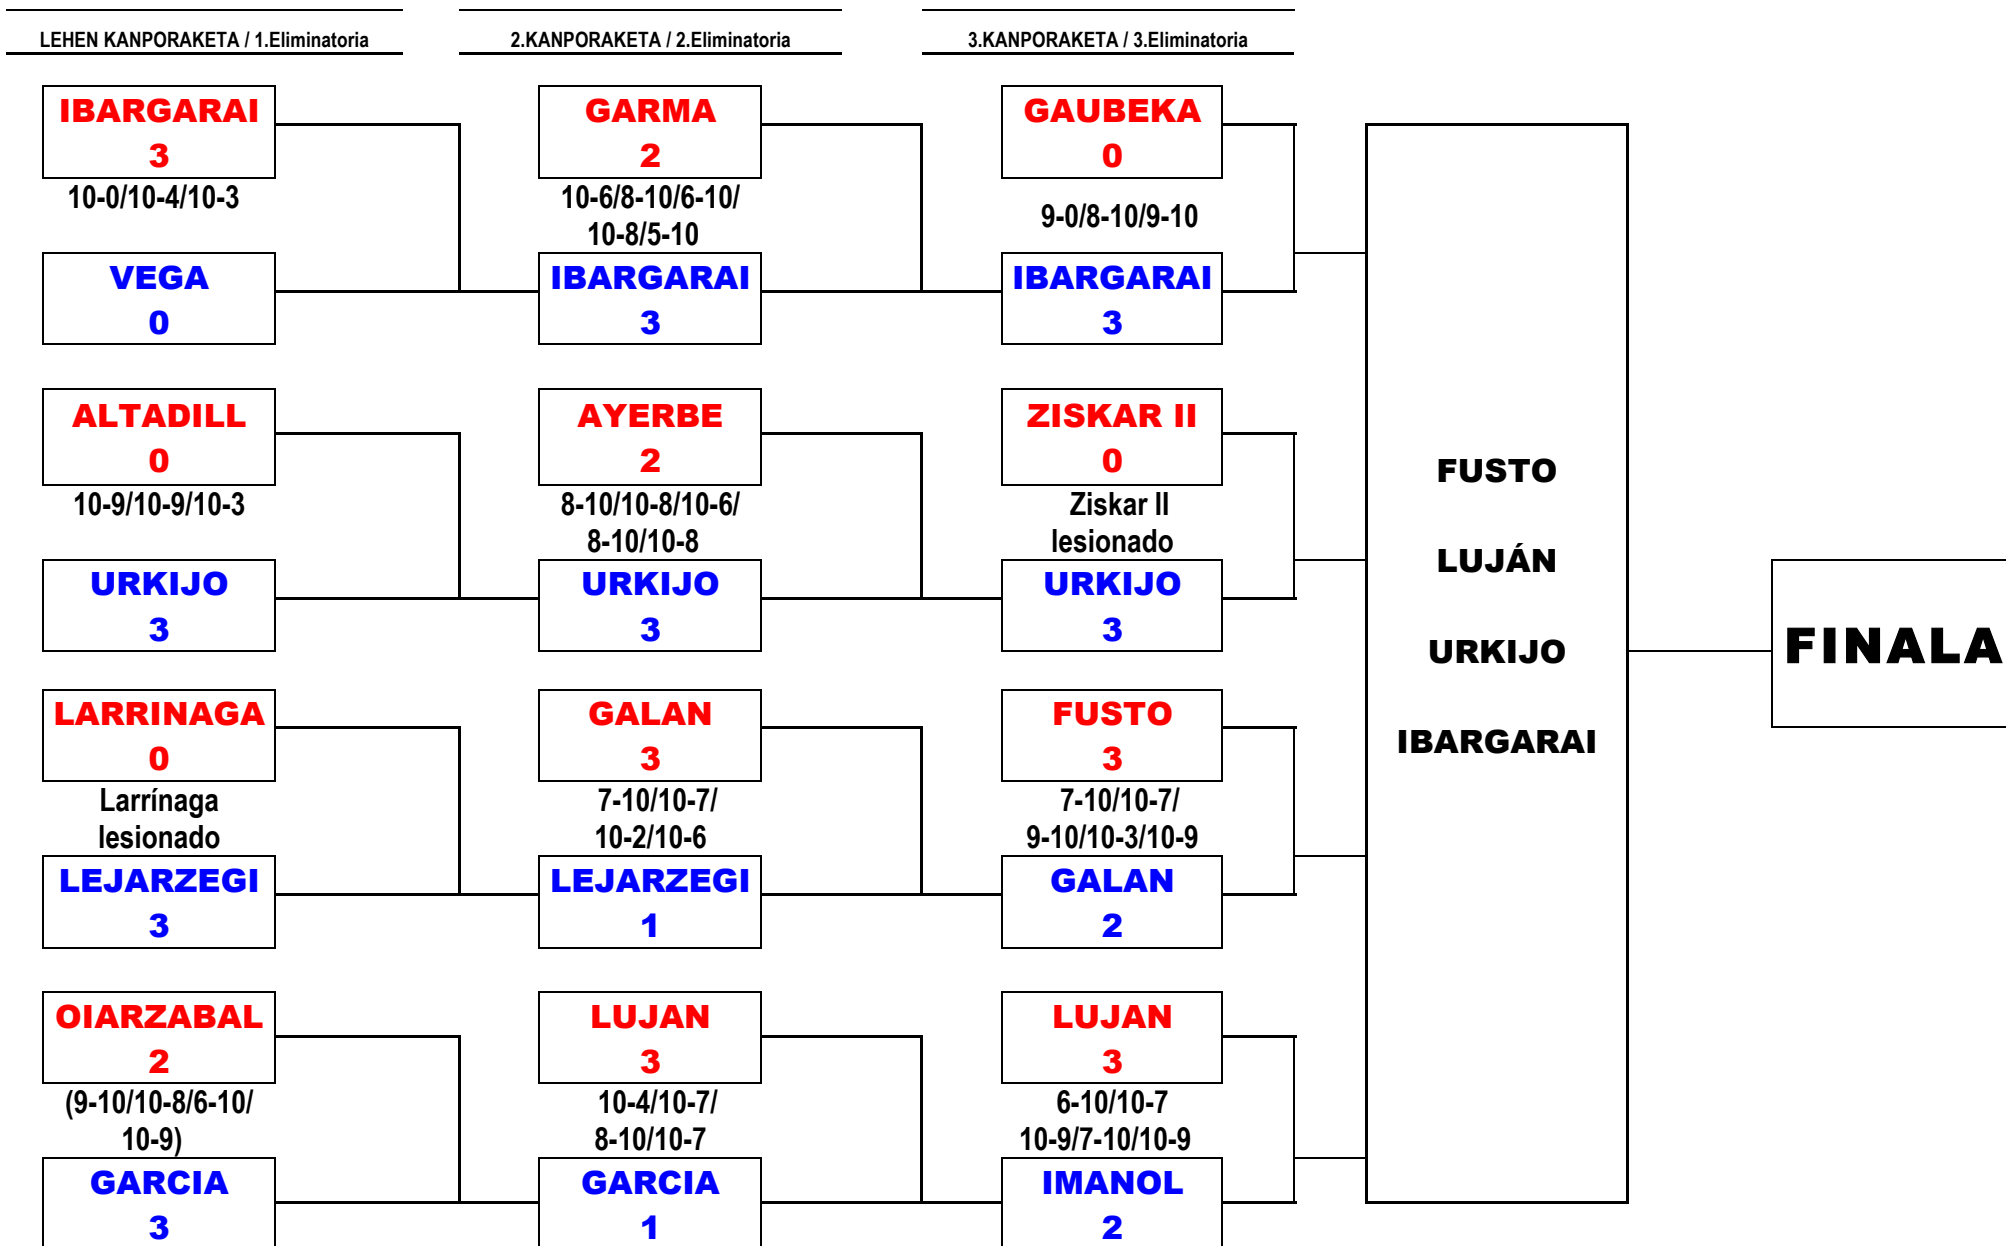 LEHEN KANPORAKETA / 1.Eliminatoria
2.KANPORAKETA / 2.Eliminatoria
3.KANPORAKETA / 3.Eliminatoria
IBARGARAI
3
10-0/10-4/10-3
VEGA
0
ALTADILL
0
10-9/10-9/10-3
URKIJO
3
LARRINAGA
0
Larrínaga
lesionado
LEJARZEGI
3
OIARZABAL
2
(9-10/10-8/6-10/
10-9)
GARCIA
3
GARMA
2
10-6/8-10/6-10/
10-8/5-10
IBARGARAI
3
AYERBE
2
8-10/10-8/10-6/
8-10/10-8
URKIJO
3
GALAN
3
7-10/10-7/
10-2/10-6
LEJARZEGI
1
LUJAN
3
10-4/10-7/
8-10/10-7
GARCIA
1
GAUBEKA
0
9-0/8-10/9-10
IBARGARAI
3
ZISKAR II
0
Ziskar II
lesionado
URKIJO
3
FUSTO
3
7-10/10-7/
9-10/10-3/10-9
GALAN
2
LUJAN
3
6-10/10-7
10-9/7-10/10-9
IMANOL
2
FUSTO
LUJÁN
URKIJO
IBARGARAI
FINALA